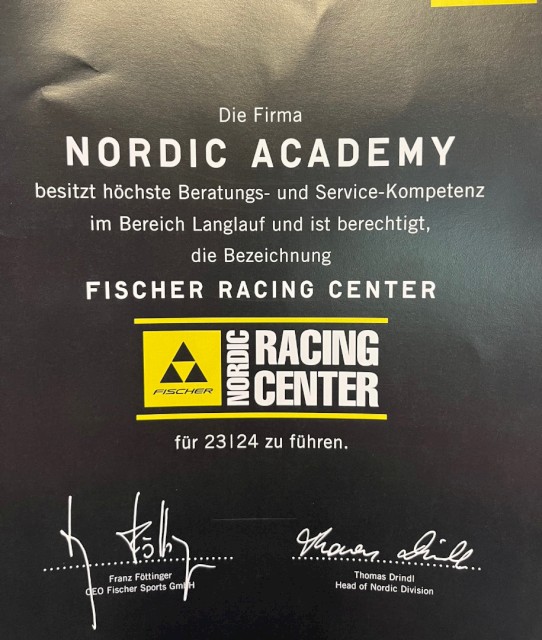 Die Firma
NORDIC ACADEMY
besitzt höchste Beratungs- und Service-Kompetenz
im Bereich Langlauf und ist berechtigt,
die Bezeichnung
FISCHER RACING CENTER
FISCHER
NORDIC
RACING
CENTER
für 23|24 zu führen.
Franz Föttinger
CEO Fischer Sports GmbH
Thomas Drindl
Head of Nordic Division